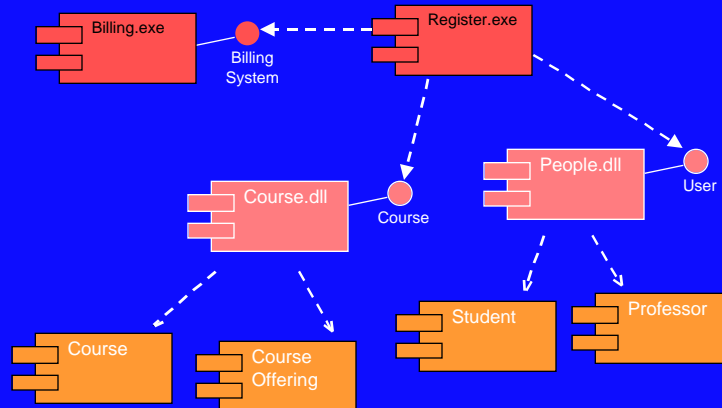 Billing.exe
Register.exe
Billing
System
People.dll
User
Course.dll
Course
Student
Professor
Course
Course
Offering